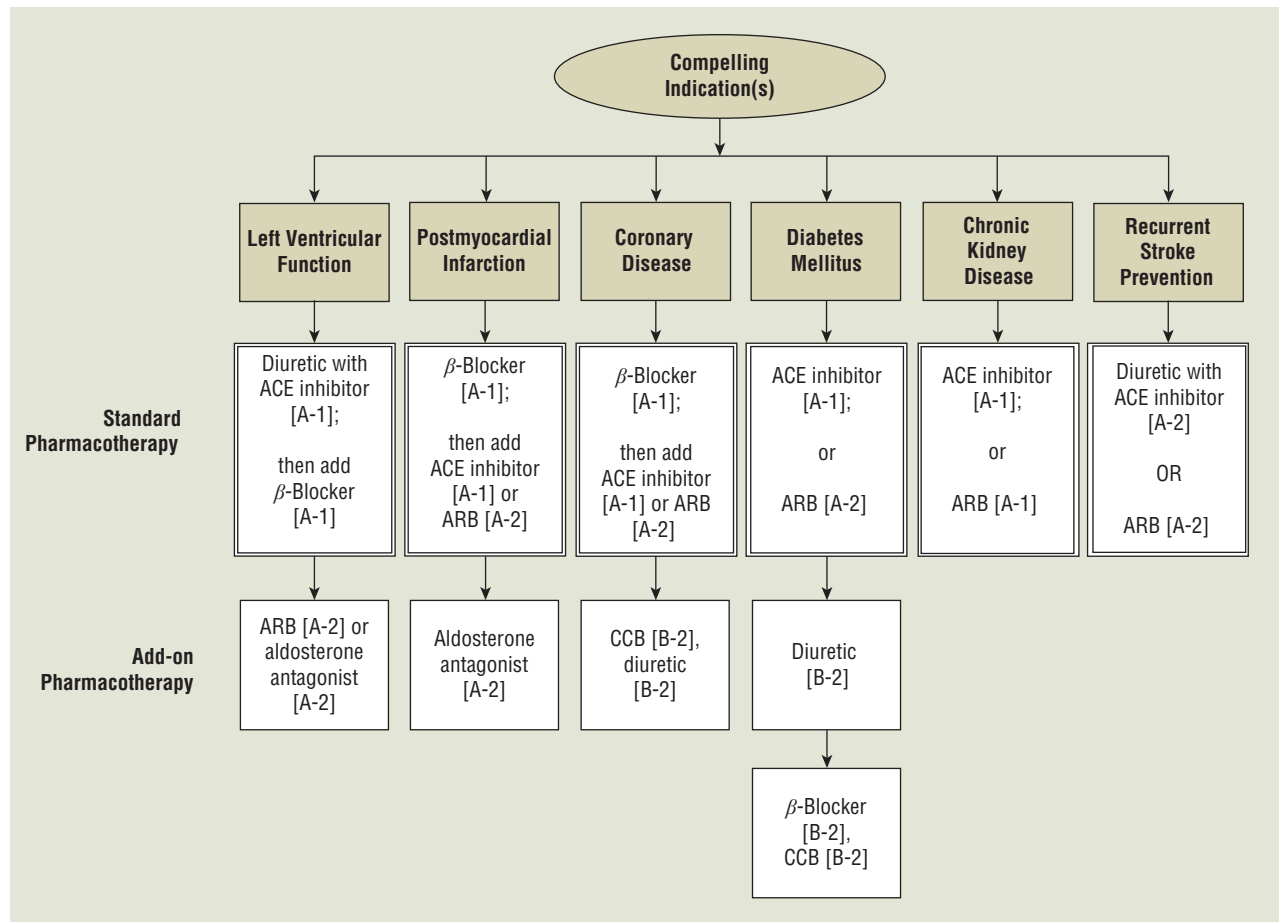 Compelling
Indication(s)
Left Ventricular
Function
Postmyocardial
Infarction
Coronary
Disease
Diabetes
Mellitus
Chronic
Kidney
Disease
Recurrent
Stroke
Prevention
Standard
Pharmacotherapy
Diuretic with
ACE inhibitor
[A-1];
then add
β-Blocker
[A-1]
β-Blocker
[A-1];
then add
ACE inhibitor
[A-1] or
ARB [A-2]
β-Blocker
[A-1];
then add
ACE inhibitor
[A-1] or ARB
[A-2]
ACE inhibitor
[A-1];
or
ARB [A-2]
ACE inhibitor
[A-1];
or
ARB [A-1]
Diuretic with
ACE inhibitor
[A-2]
OR
ARB [A-2]
Add-on
Pharmacotherapy
ARB [A-2] or
aldosterone
antagonist
[A-2]
Aldosterone
antagonist
[A-2]
CCB [B-2],
diuretic
[B-2]
Diuretic
[B-2]
β-Blocker
[B-2],
CCB [B-2]